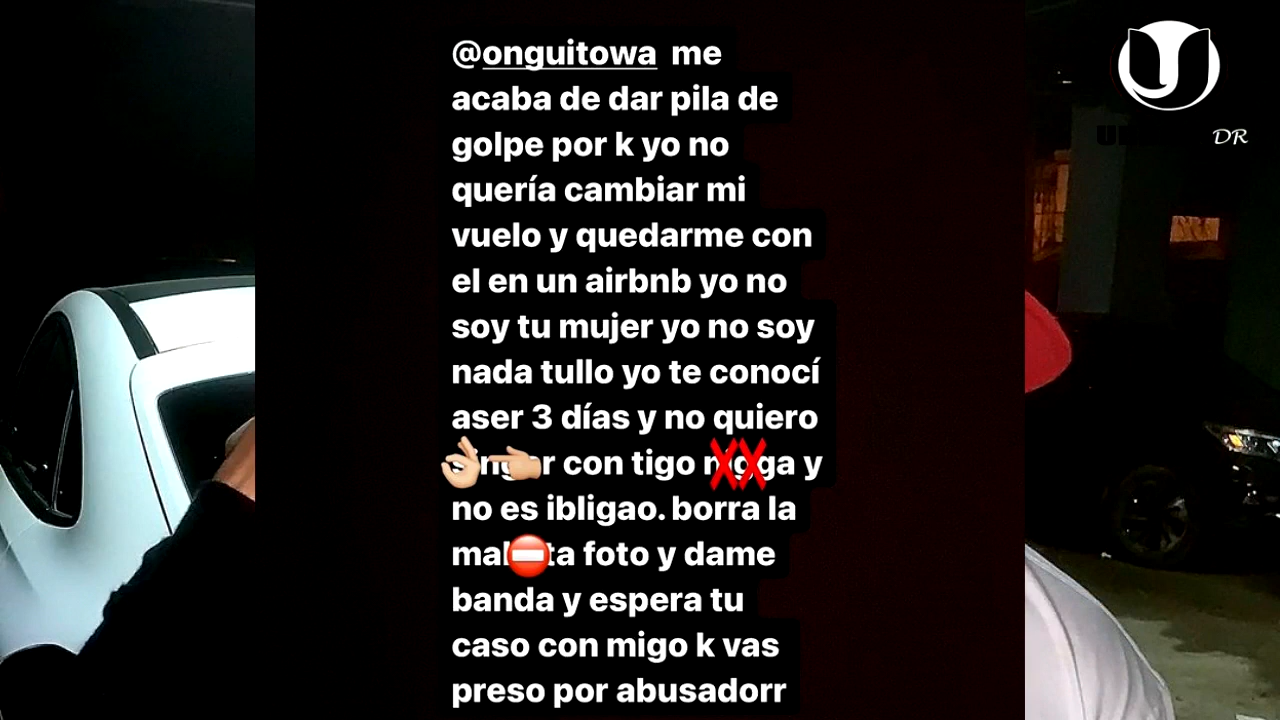 @onguitowa me
acaba de dar pila de
golpe por k yo no
quería cambiar mi
vuelo y quedarme con
el en un airbnb yo no
soy tu mujer yo no soy
nada tullo yo te conocí
aser 3 días y no quiero
con tigo y
no es ibligao. borra la
foto y dame
banda y espera tu
caso con migo k vas
preso por abusadorr
DR